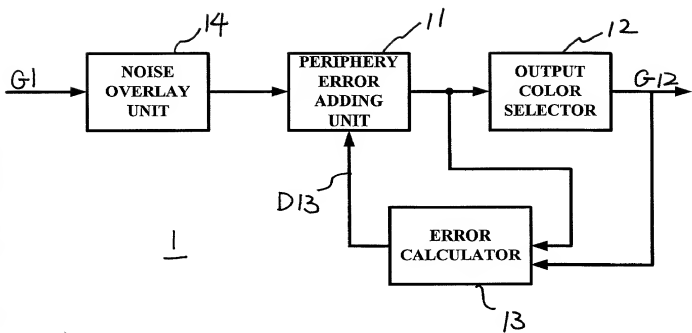 14
11
12
G1
NOISE
OVERLAY
UNIT
PERIPHERY
ERROR
ADDING
UNIT
OUTPUT
COLOR
SELECTOR
G12
D13
ERROR
CALCULATOR
1
13